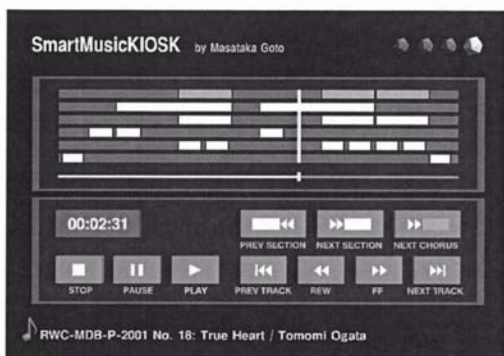 SmartMusicKIOSK by Masataka Goto
00:02:31
PREV SECTION NEXT SECTION NEXT CHORUS
STOP PAUSE PLAY PREV TRACK REW FF NEXT TRACK
RWC-MDB-P-2001 No. 18: True Heart / Tomomi Ogata